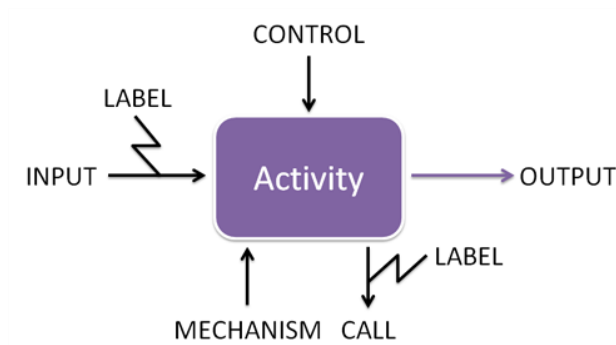 CONTROL
LABEL
INPUT
Activity
OUTPUT
LABEL
MECHANISM
CALL